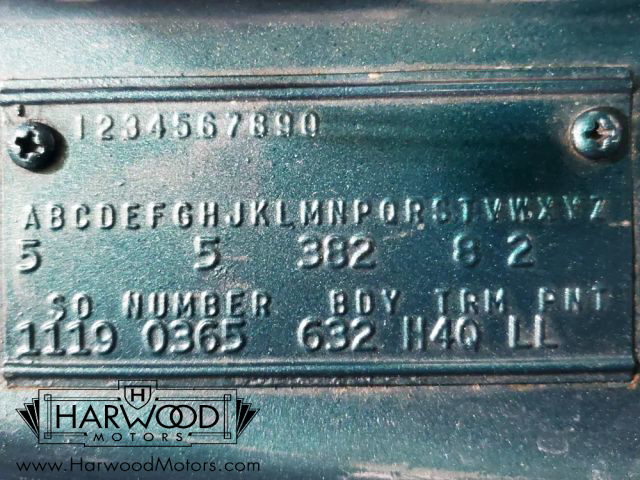 1234567890
ABCDEFGHJKLMNPQRSTVWXYZ
5 5 382 8 2
SO NUMBER BDY TRM PNT
1119 0365 632 H4Q LL
H
HARWOOD
MOTORS
www.HarwoodMotors.com